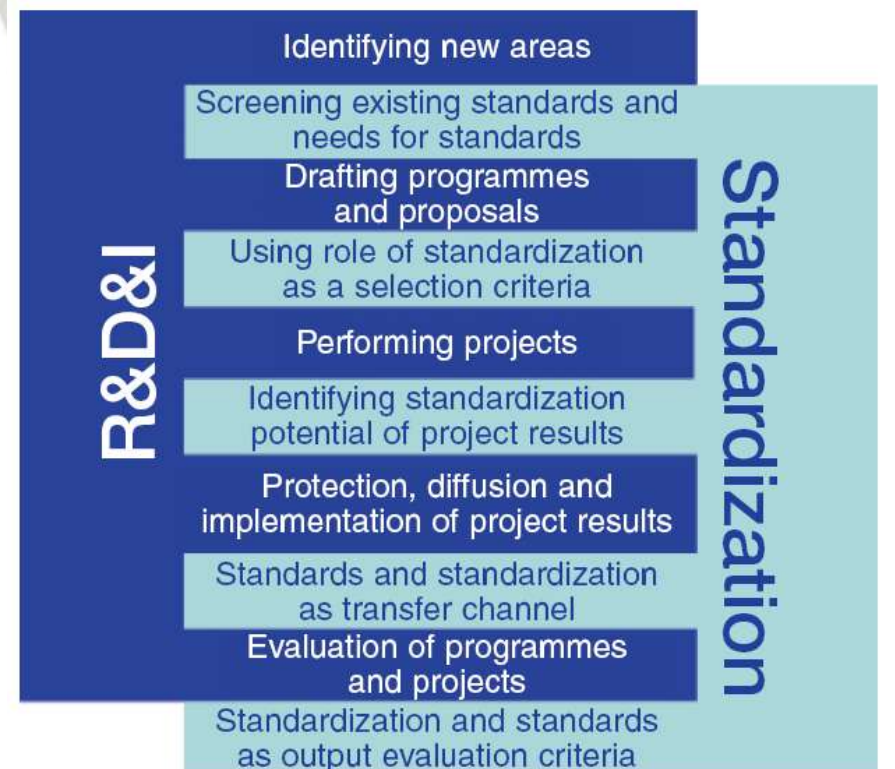 Identifying new areas
Screening existing standards and
needs for standards
Drafting programmes
and proposals
Using role of standardization
as a selection criteria
Performing projects
Identifying standardization
potential of project results
Protection, diffusion and
implementation of project results
Standards and standardization
as transfer channel
Evaluation of programmes
and projects
Standardization and standards
as output evaluation criteria
R&D&I
Standardization